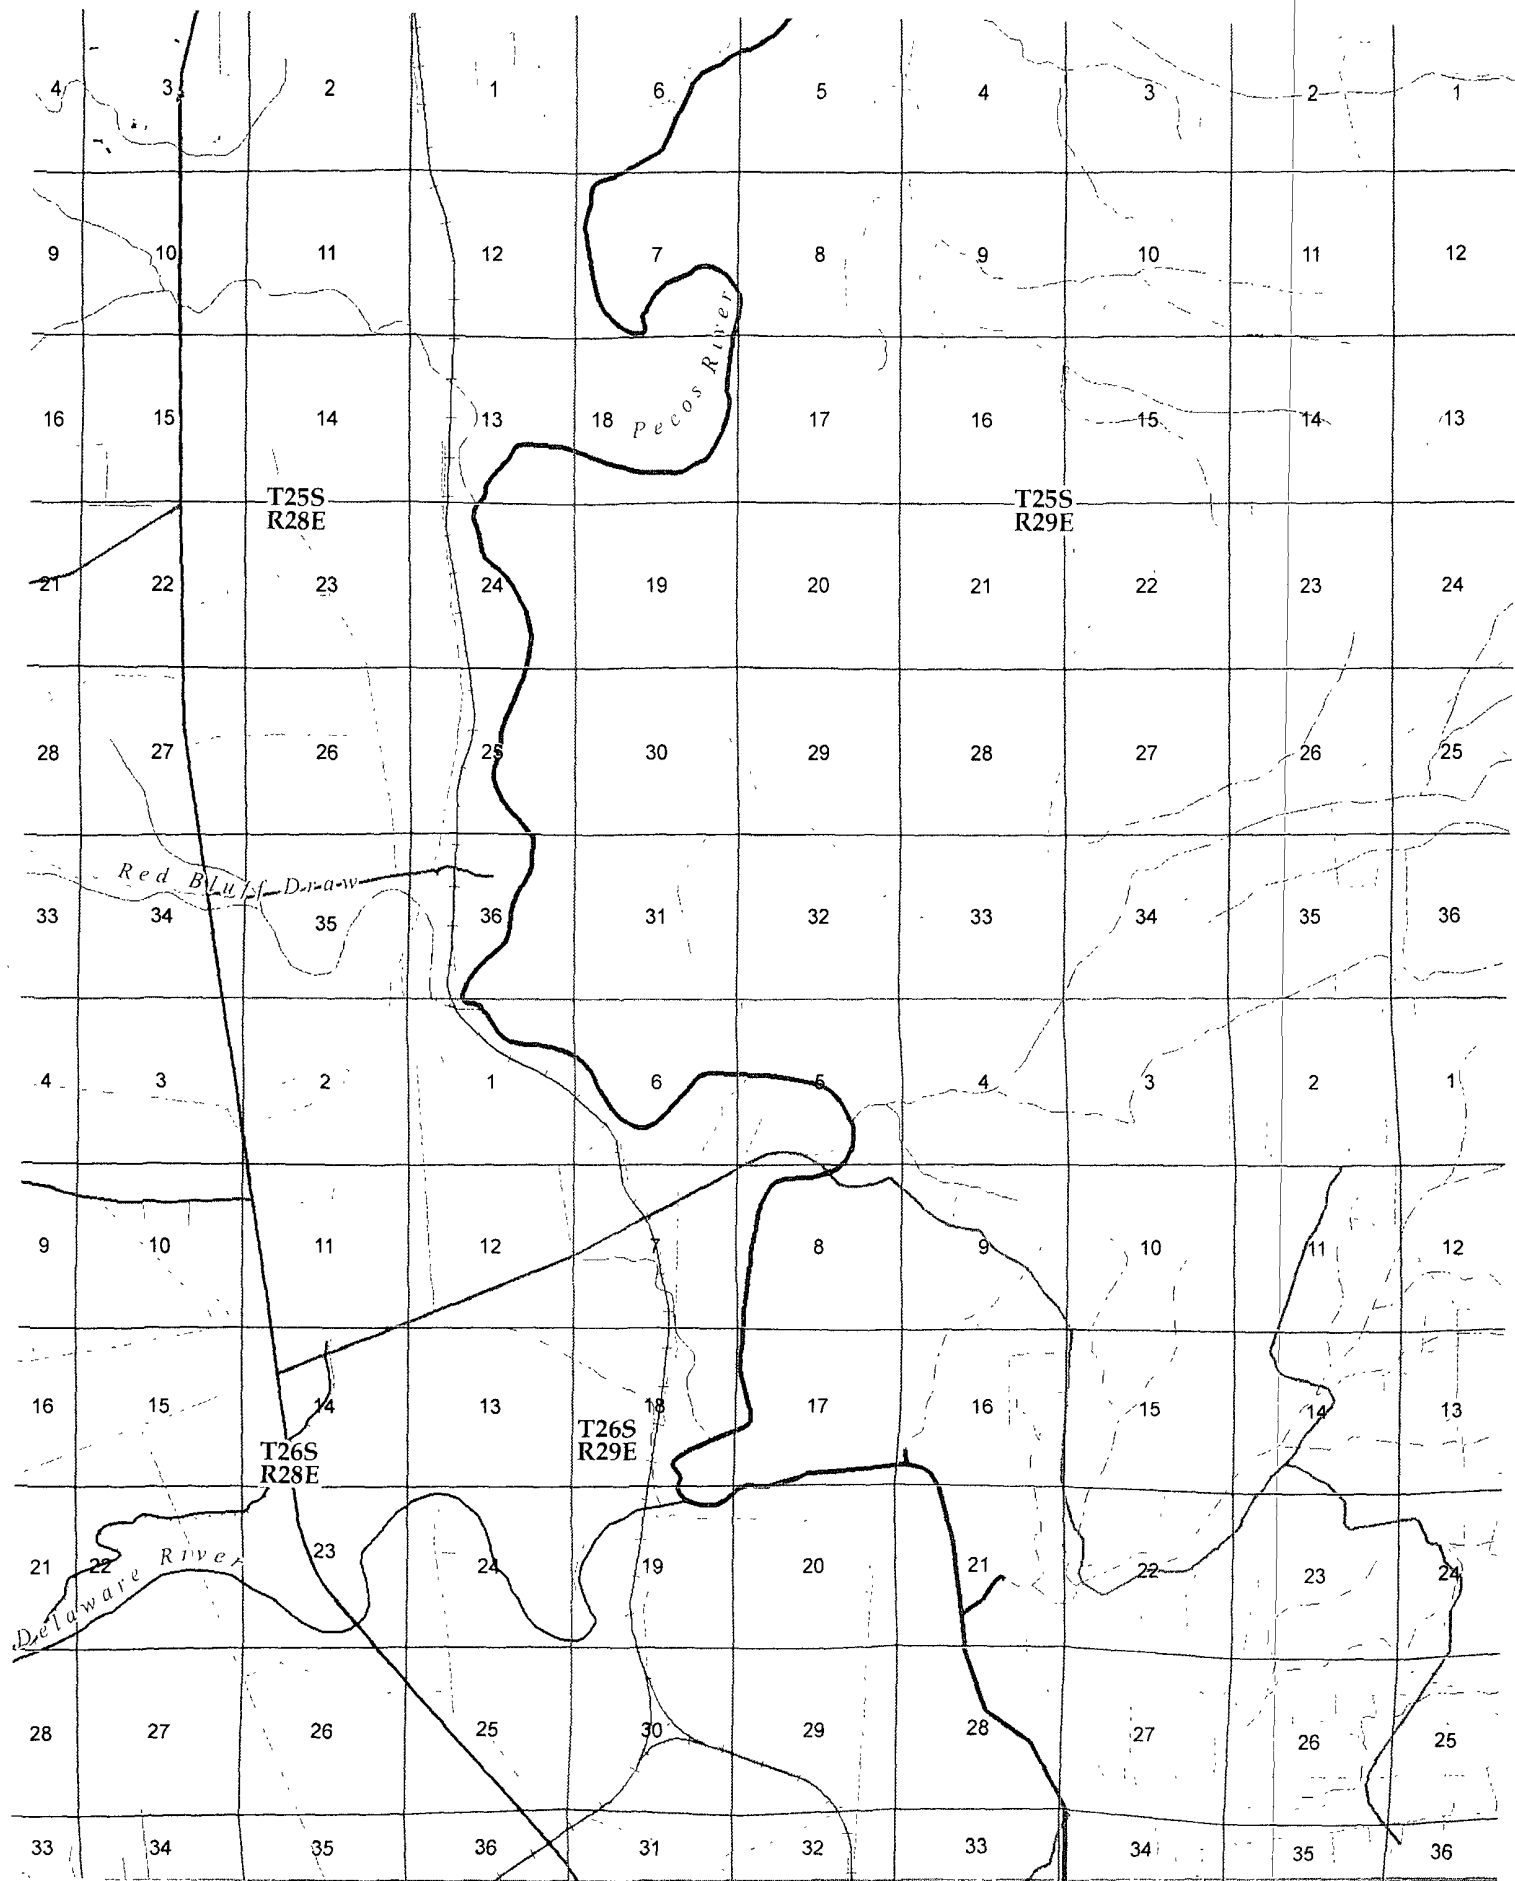 4 3 2 1 6 5 4 3 2 1
9 10 11 12 7 8 9 10 11 12
Pecos River
16 15 14 13 18 17 16 15 14 13
T25S
R28E
T25S
R29E
21 22 23 24 19 20 21 22 23 24
28 27 26 25 30 29 28 27 26 25
Red Bluff Draw
33 34 35 36 31 32 33 34 35 36
4 3 2 1 6 5 4 3 2 1
9 10 11 12 7 8 9 10 11 12
16 15 14 13 18 17 16 15 14 13
T26S
R28E
T26S
R29E
21 22 23 24 19 20 21 22 23 24
Delaware River
28 27 26 25 30 29 28 27 26 25
33 34 35 36 31 32 33 34 35 36